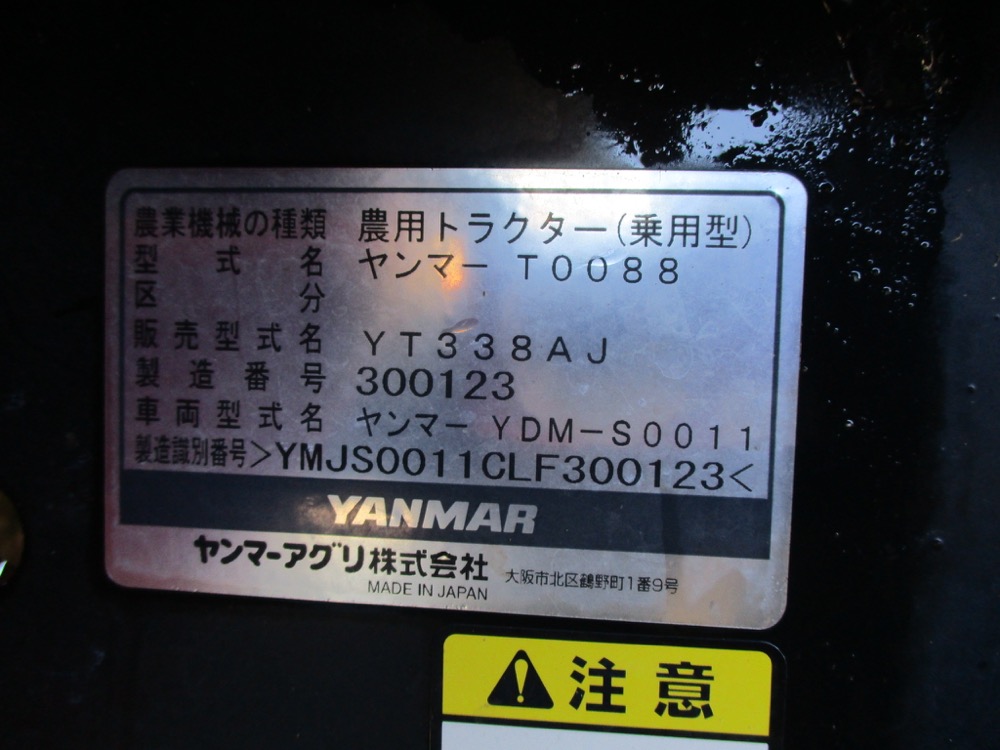 農業機械の種類 農用トラクター(乗用型)
型式名 ヤンマー T0088
区分
販売型式名 YT338AJ
製造番号 300123
車両型式名 ヤンマー YDM-S0011
製造識別番号>YMJS0011CLF300123<
YANMAR
ヤンマーアグリ株式会社 大阪市北区鶴野町1番9号
MADE IN JAPAN
注意